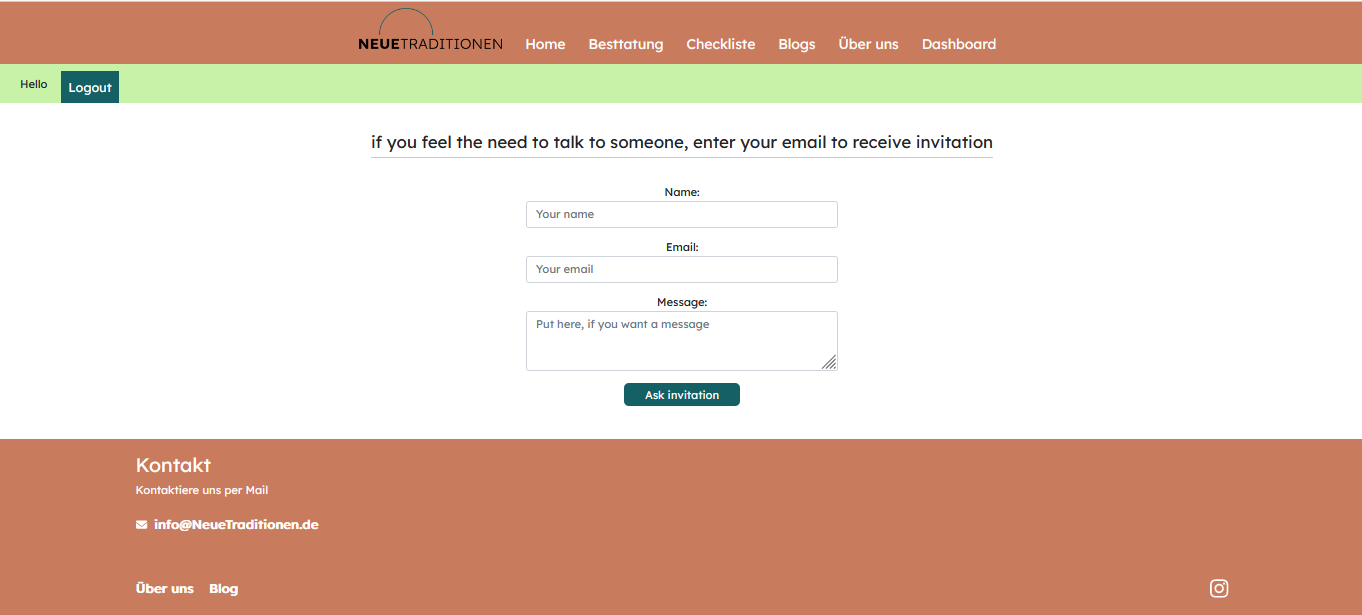 NEUETRADITIONEN Home Besttatung Checkliste Blogs Über uns Dashboard
Hello Logout
if you feel the need to talk to someone, enter your email to receive invitation
Name:
Your name
Email:
Your email
Message:
Put here, if you want a message
Ask invitation
Kontakt
Kontaktiere uns per Mail
info@NeueTraditionen.de
Über uns Blog